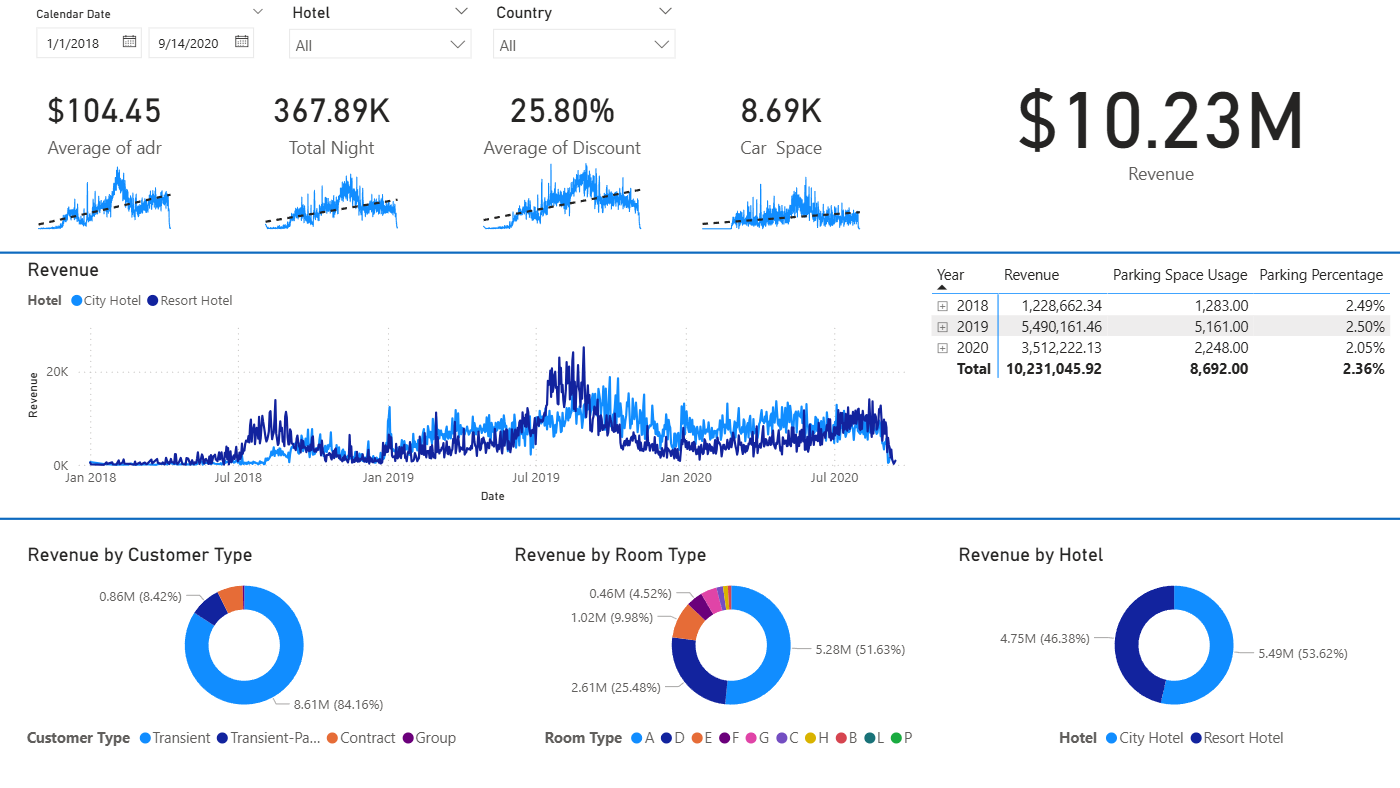 Calendar Date
1/1/2018 9/14/2020
Hotel
All
Country
All
$104.45
Average of adr
367.89K
Total Night
25.80%
Average of Discount
8.69K
Car Space
$10.23M
Revenue
Revenue
Hotel City Hotel Resort Hotel
Revenue
20K
0K
Jan 2018 Jul 2018 Jan 2019 Jul 2019 Jan 2020 Jul 2020
Date
Year Revenue Parking Space Usage Parking Percentage
2018 1,228,662.34 1,283.00 2.49%
2019 5,490,161.46 5,161.00 2.50%
2020 3,512,222.13 2,248.00 2.05%
Total 10,231,045.92 8,692.00 2.36%
Revenue by Customer Type
0.86M (8.42%)
8.61M (84.16%)
Customer Type Transient Transient-Pa... Contract Group
Revenue by Room Type
0.46M (4.52%)
1.02M (9.98%)
5.28M (51.63%)
2.61M (25.48%)
Room Type A D E F G C H B L P
Revenue by Hotel
4.75M (46.38%)
5.49M (53.62%)
Hotel City Hotel Resort Hotel